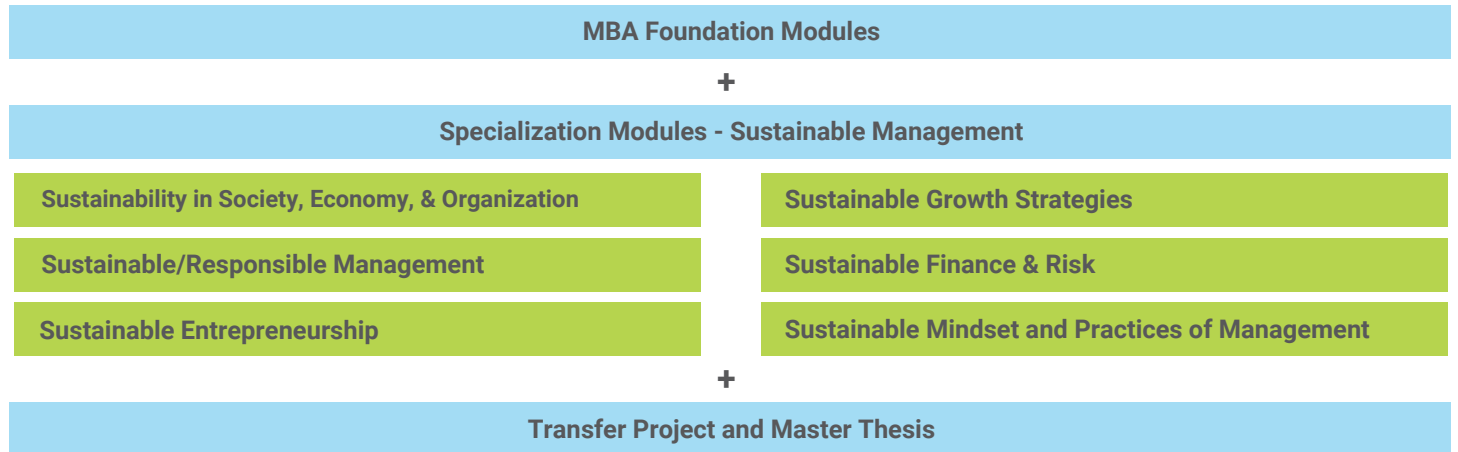 MBA Foundation Modules
+
Specialization Modules - Sustainable Management
Sustainability in Society, Economy, & Organization
Sustainable Growth Strategies
Sustainable/Responsible Management
Sustainable Finance & Risk
Sustainable Entrepreneurship
Sustainable Mindset and Practices of Management
+
Transfer Project and Master Thesis